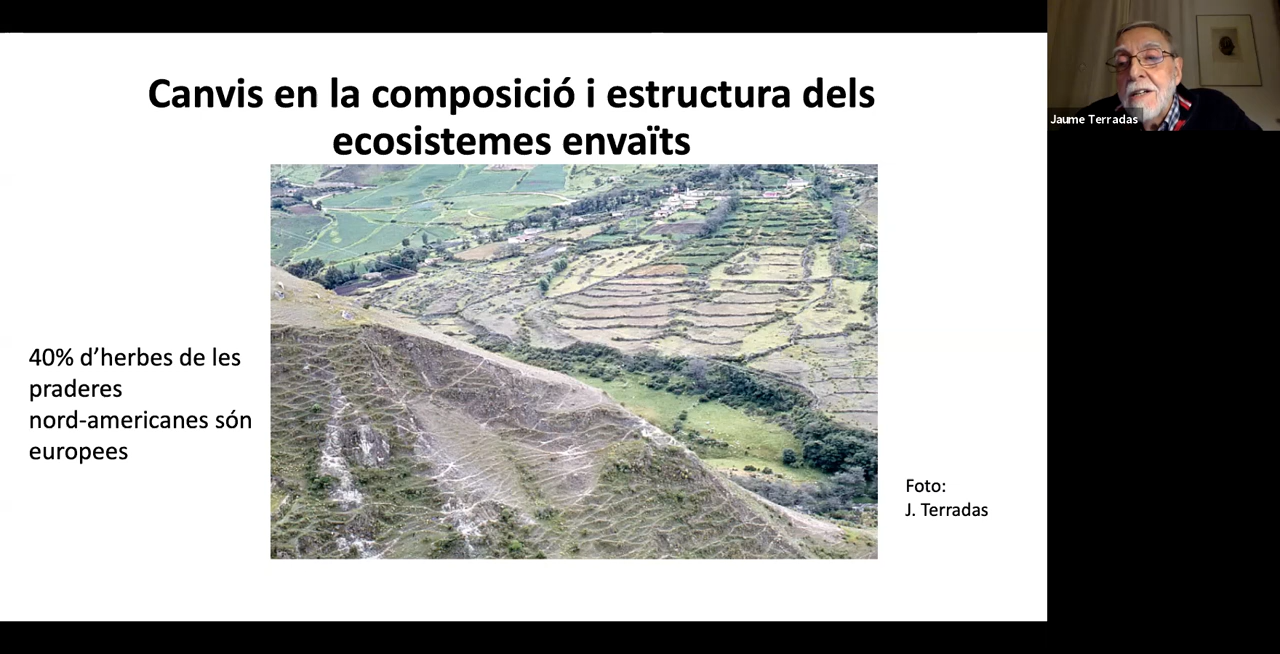 Canvis en la composició i estructura dels
ecosistemes envaïts
40% d’herbes de les
praderes
nord-americanes són
europees
Foto:
J. Terradas
Jaume Terradas